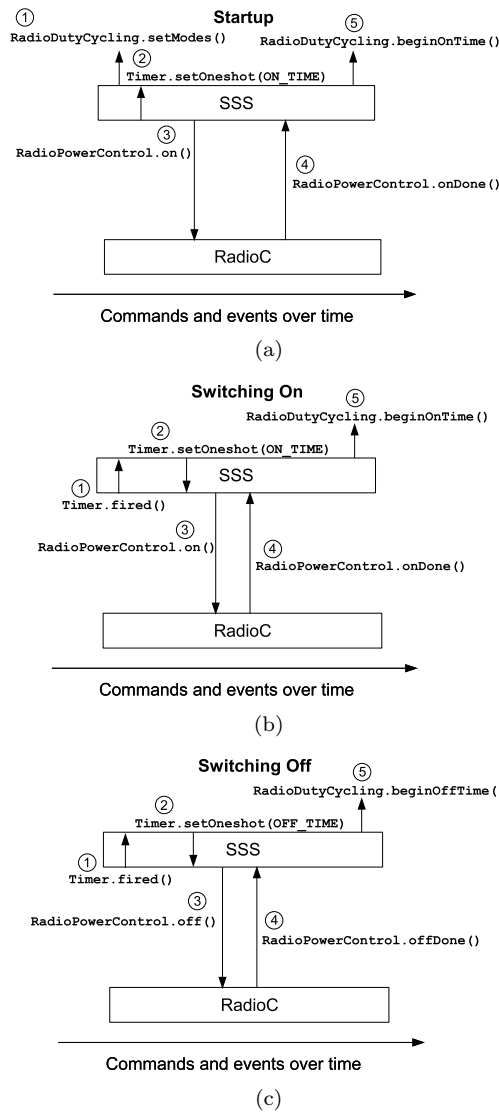 Startup
1
RadioDutyCycling.setModes()
5
RadioDutyCycling.beginOnTime()
2
Timer.setOneshot(ON_TIME)
SSS
3
RadioPowerControl.on()
4
RadioPowerControl.onDone()
RadioC
Commands and events over time
(a)
Switching On
5
RadioDutyCycling.beginOnTime()
2
Timer.setOneshot(ON_TIME)
SSS
1
Timer.fired()
3
RadioPowerControl.on()
4
RadioPowerControl.onDone()
RadioC
Commands and events over time
(b)
Switching Off
5
RadioDutyCycling.beginOffTime(
2
Timer.setOneshot(OFF_TIME)
SSS
1
Timer.fired()
3
RadioPowerControl.off()
4
RadioPowerControl.offDone()
RadioC
Commands and events over time
(c)